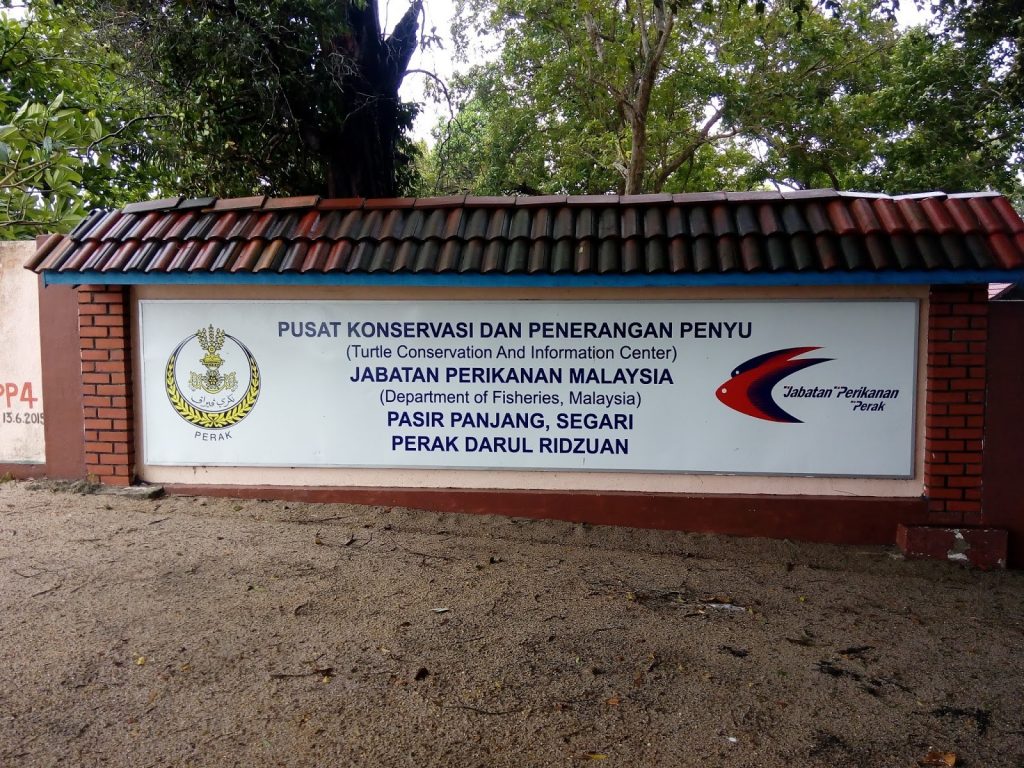 PUSAT KONSERVASI DAN PENERANGAN PENYU
(Turtle Conservation And Information Center)
JABATAN PERIKANAN MALAYSIA
(Department of Fisheries, Malaysia)
PASIR PANJANG, SEGARI
PERAK DARUL RIDZUAN
PERAK
Jabatan Perikanan
Perak
PP4
13.6.2015